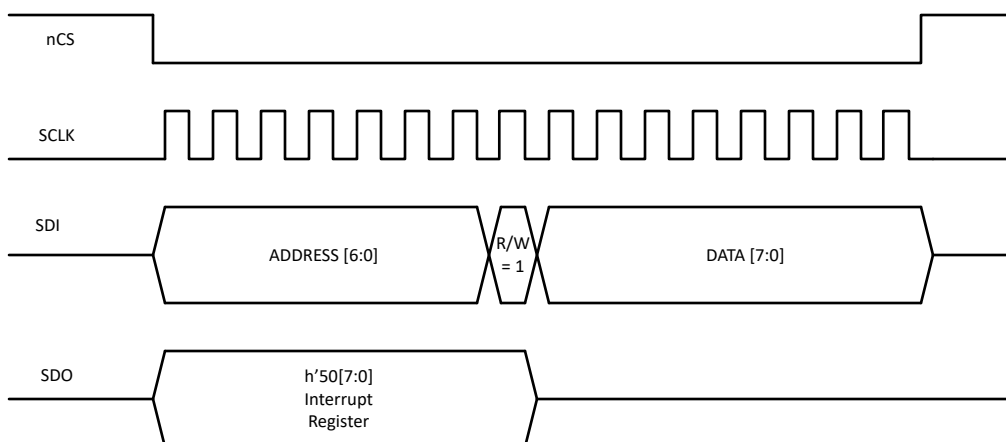 nCS
SCLK
SDI
ADDRESS [6:0]
R/W
= 1
DATA [7:0]
SDO
h’50[7:0]
Interrupt
Register